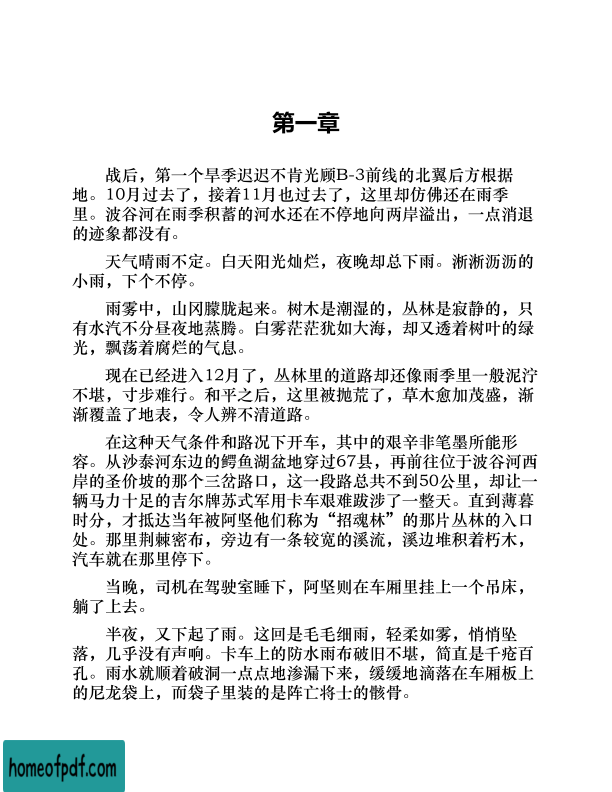 第一章
战后，第一个旱季迟迟不肯光顾B-3前线的北翼后方根据
地。10月过去了，接着11月也过去了，这里却仿佛还在雨季
里。波谷河在雨季积蓄的河水还在不停地向两岸溢出，一点消退
的迹象都没有。
天气晴雨不定。白天阳光灿烂，夜晚却总下雨。淅淅沥沥的
小雨，下个不停。
雨雾中，山冈朦胧起来。树木是潮湿的，丛林是寂静的，只
有水汽不分昼夜地蒸腾。白雾茫茫犹如大海，却又透着树叶的绿
光，飘荡着腐烂的气息。
现在已经进入12月了，丛林里的道路却还像雨季里一般泥泞
不堪，寸步难行。和平之后，这里被抛荒了，草木愈加茂盛，渐
渐覆盖了地表，令人辨不清道路。
在这种天气条件和路况下开车，其中的艰辛非笔墨所能形
容。从沙泰河东边的鳄鱼湖盆地穿过67县，再前往位于波谷河西
岸的圣价坡的那个三岔路口，这一段路总共不到50公里，却让一
辆马力十足的吉尔牌苏式军用卡车艰难跋涉了一整天。直到薄暮
时分，才抵达当年被阿坚他们称为“招魂林”的那片丛林的入口
处。那里荆棘密布，旁边有一条较宽的溪流，溪边堆积着朽木，
汽车就在那里停下。
当晚，司机在驾驶室睡下，阿坚则在车厢里挂上一个吊床，
躺了上去。
半夜，又下起了雨。这回是毛毛细雨，轻柔如雾，悄悄坠
落，几乎没有声响。卡车上的防水雨布破旧不堪，简直是千疮百
孔。雨水就顺着破洞一点点地渗漏下来，缓缓地滴落在车厢板上
的尼龙袋上，而袋子里装的是阵亡将士的骸骨。
homeofpdf.com